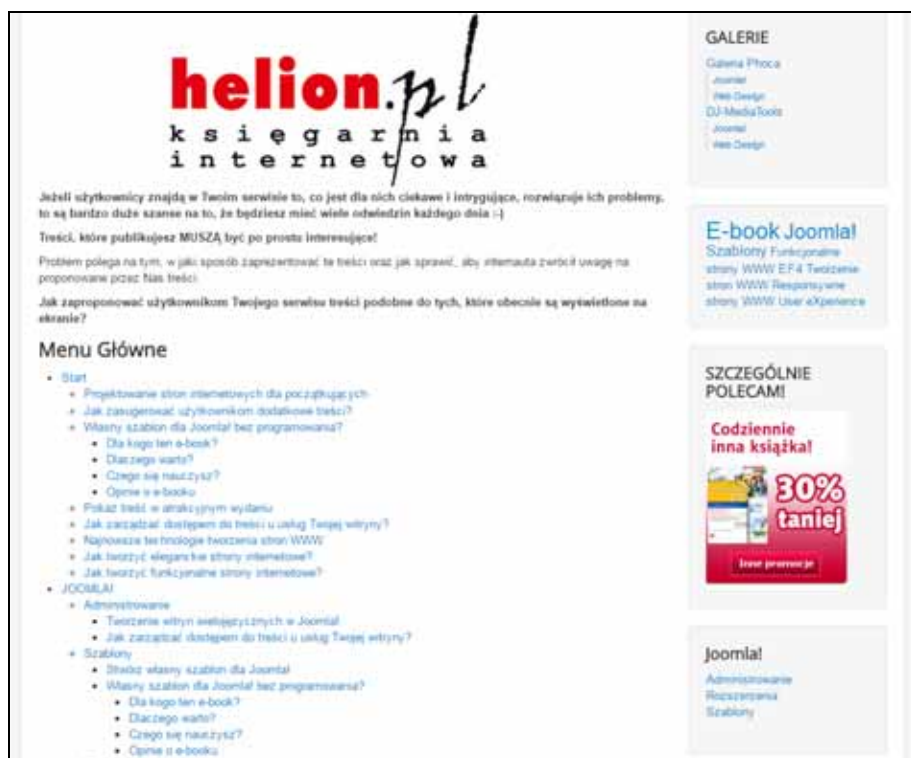 helion.pl
księgarnia
internetowa
Jeżeli użytkownicy znajdą w Twoim serwisie to, co jest dla nich ciekawe i intrygujące, rozwiązuje ich problemy,
to są bardzo duże szanse na to, że będziesz mieć wiele odwiedzin każdego dnia :-)
Treści, które publikujesz MUSZĄ być po prostu interesujące!
Problem polega na tym, w jaki sposób zaprezentować te treści oraz jak sprawić, aby internauta zwrócił uwagę na
proponowane przez Nas treści.
Jak zaproponować użytkownikom Twojego serwisu treści podobne do tych, które obecnie są wyświetlone na
ekranie?
Menu Główne
Start
Projektowanie stron internetowych dla początkujących
Jak zasugerować użytkownikom dodatkowe treści?
Własny szablon dla Joomla! bez programowania?
Dla kogo ten e-book?
Dlaczego warto?
Czego się nauczysz?
Opinie o e-booku
Pokaż treść w atrakcyjnym wydaniu
Jak zarządzać dostępem do treści u usług Twojej witryny?
Najnowsze technologie tworzenia stron WWW
Jak tworzyć eleganckie strony internetowe?
Jak tworzyć funkcjonalne strony internetowe?
JOOMLA!
Administrowanie
Tworzenie witryn wielojęzycznych w Joomla!
Jak zarządzać dostępem do treści u usług Twojej witryny?
Szablony
Stwórz własny szablon dla Joomla!
Własny szablon dla Joomla! bez programowania?
Dla kogo ten e-book?
Dlaczego warto?
Czego się nauczysz?
Opinie o e-booku
GALERIE
Galeria Phoca
Joomla!
Web Design
DJ-MediaTools
Joomla!
Web Design
E-book Joomla!
Szablony Funkcjonalne
strony WWW EF4 Tworzenie
stron WWW Responsywne
strony WWW User eXperience
SZCZEGÓLNIE
POLECAM!
Codziennie
inna książka!
30%
taniej
Inne promocje
Joomla!
Administrowanie
Rozszerzenia
Szablony